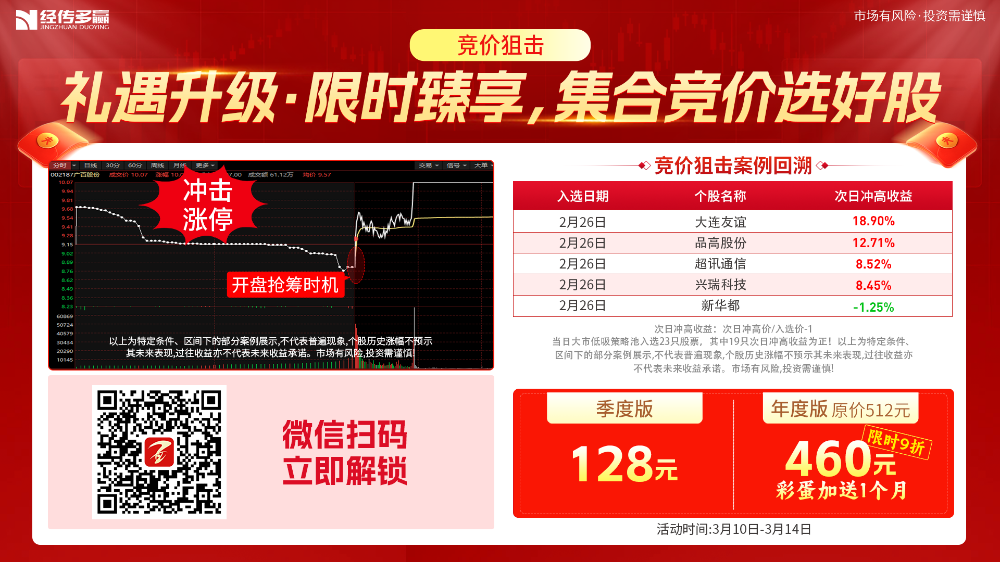 经传多赢
JINGZHUAN DUOYING
市场有风险·投资需谨慎
竞价狙击
礼遇升级·限时臻享,集合竞价选好股
分时 日线 30分 60分 周线 月线 更多 交易 信号 大单
002187广百股份 成交价 10.07 涨幅 10.0 7.00 成交额 61.12万 均价 9.57
10.07
9.94
9.81
9.68
9.54
9.41
9.28
9.15
9.02
8.89
8.76
8.62
8.49
8.36
8.23
60869
50724
40579
30434
20290
10145
冲击
涨停
开盘抢筹时机
以上为特定条件、区间下的部分案例展示,不代表普遍现象,个股历史涨幅不预示
其未来表现,过往收益亦不代表未来收益承诺。市场有风险,投资需谨慎!
微信扫码
立即解锁
竞价狙击案例回溯
入选日期 个股名称 次日冲高收益
2月26日 大连友谊 18.90%
2月26日 品高股份 12.71%
2月26日 超讯通信 8.52%
2月26日 兴瑞科技 8.45%
2月26日 新华都 -1.25%
次日冲高收益：次日冲高价/入选价-1
当日大市低吸策略池入选23只股票，其中19只次日冲高收益为正！以上为特定条件、
区间下的部分案例展示,不代表普遍现象,个股历史涨幅不预示其未来表现,过往收益亦
不代表未来收益承诺。市场有风险,投资需谨慎!
季度版
128元
年度版 原价512元
限时9折
460元
彩蛋加送1个月
活动时间:3月10日-3月14日